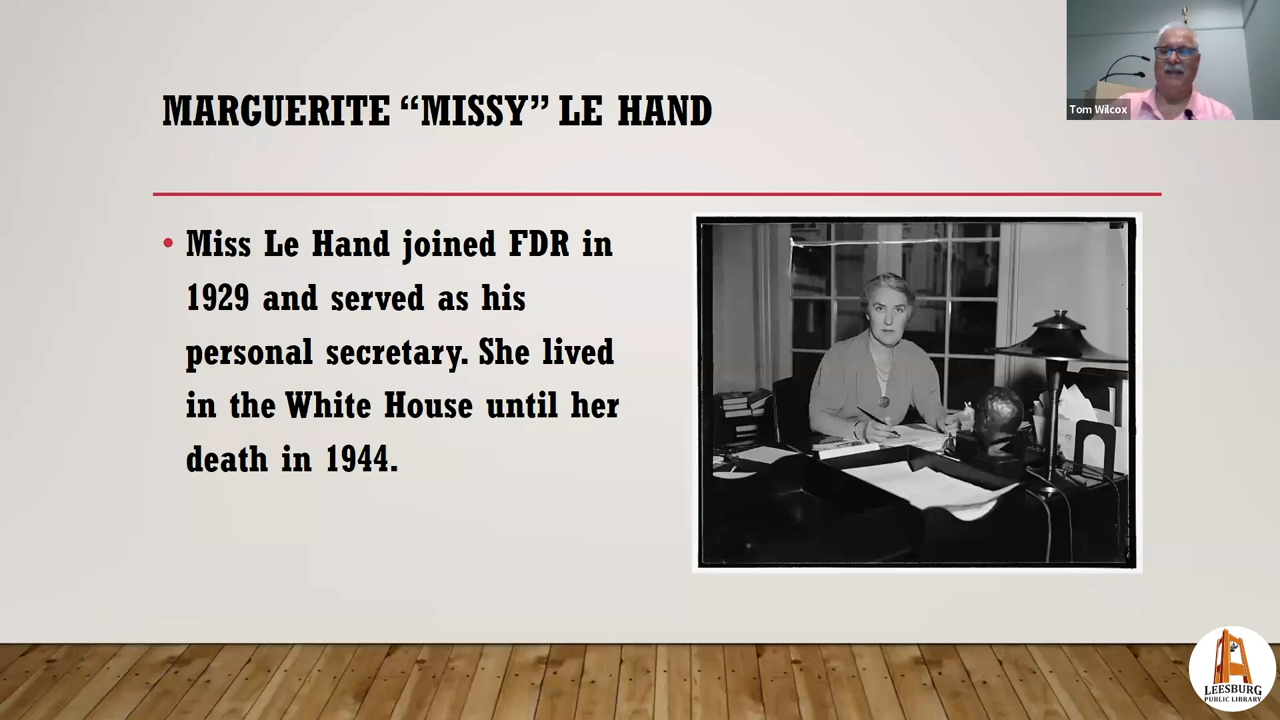 MARGUERITE “MISSY” LE HAND
Tom Wilcox
• Miss Le Hand joined FDR in
1929 and served as his
personal secretary. She lived
in the White House until her
death in 1944.
LEESBURG
PUBLIC LIBRARY